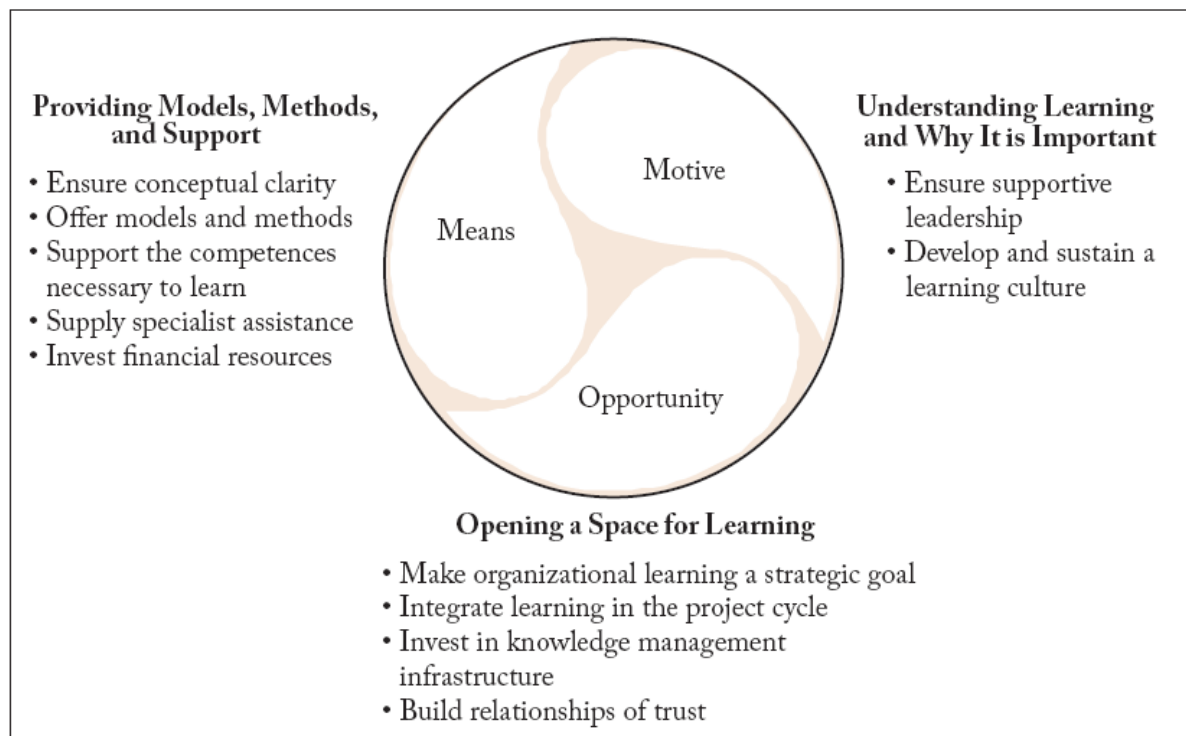 Providing Models, Methods,
and Support
• Ensure conceptual clarity
• Offer models and methods
• Support the competences
necessary to learn
• Supply specialist assistance
• Invest financial resources
Means
Motive
Opportunity
Understanding Learning
and Why It is Important
• Ensure supportive
leadership
• Develop and sustain a
learning culture
Opening a Space for Learning
• Make organizational learning a strategic goal
• Integrate learning in the project cycle
• Invest in knowledge management
infrastructure
• Build relationships of trust